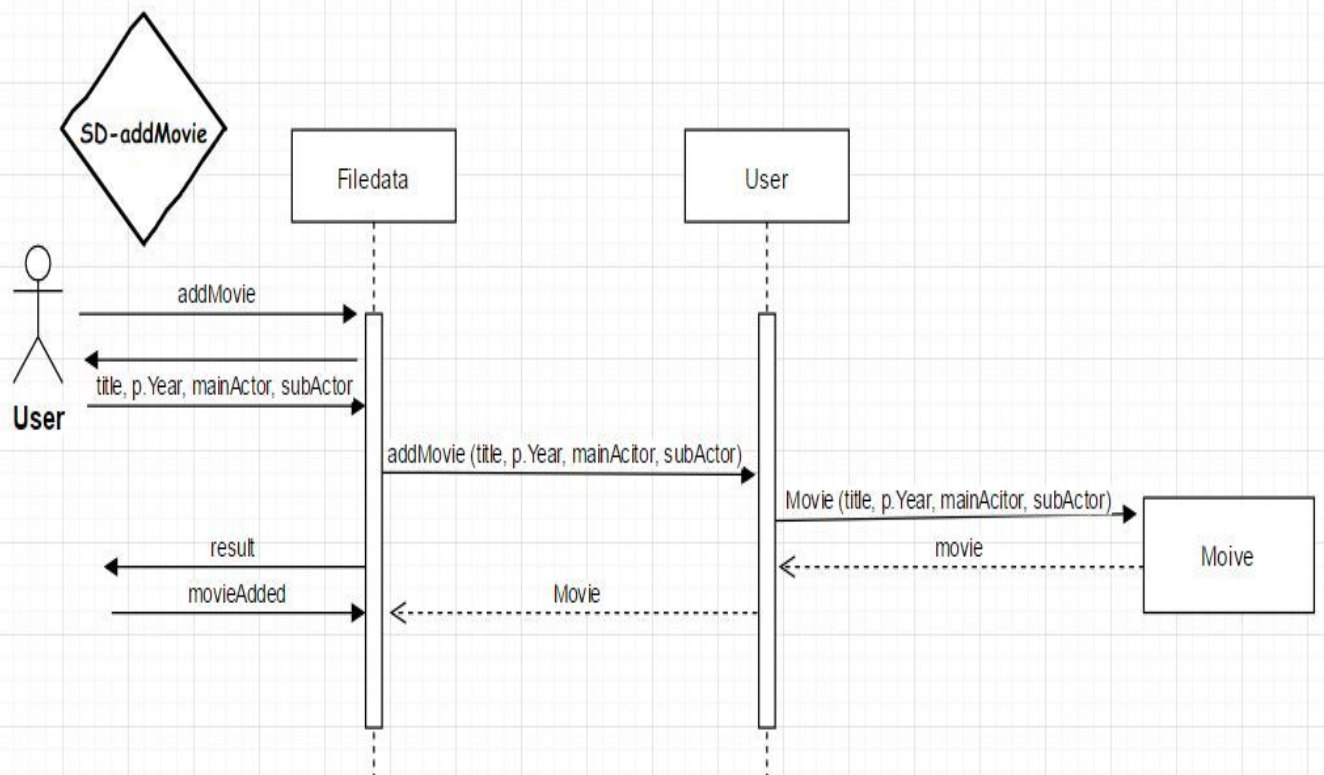 SD-addMovie
Filedata
User
addMovie
title, p.Year, mainActor, subActor
User
addMovie (title, p.Year, mainAcitor, subActor)
Movie (title, p.Year, mainAcitor, subActor)
Moive
result
movie
movieAdded
Movie